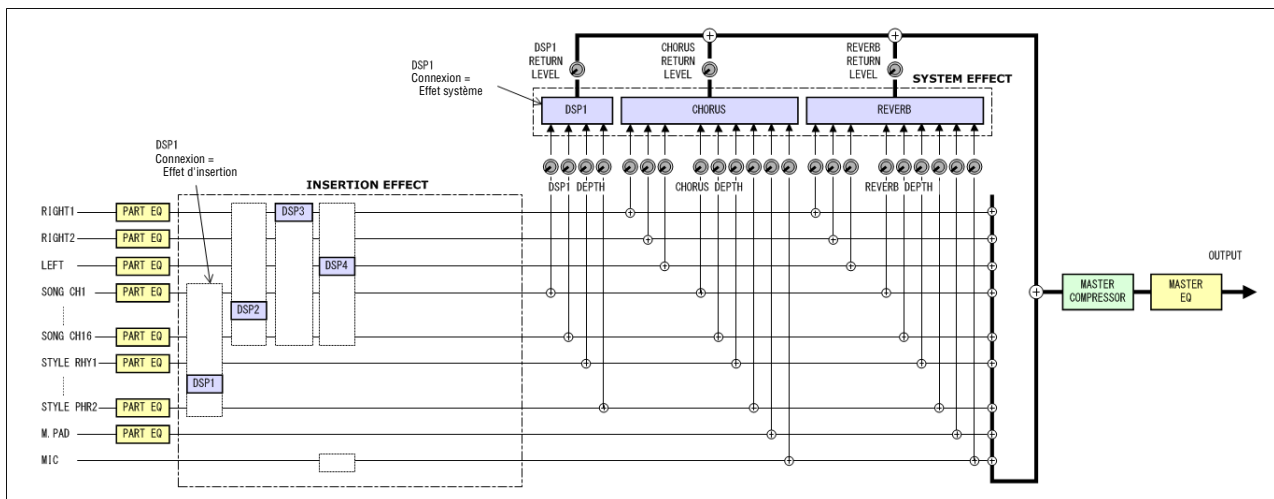 DSP1
RETURN
LEVEL
CHORUS
RETURN
LEVEL
REVERB
RETURN
LEVEL
DSP1
Connexion =
Effet système
SYSTEM EFFECT
DSP1
CHORUS
REVERB
DSP1
Connexion =
Effet d'insertion
DSP1 DEPTH
CHORUS DEPTH
REVERB DEPTH
INSERTION EFFECT
RIGHT1
PART EQ
DSP3
RIGHT2
PART EQ
LEFT
PART EQ
DSP4
SONG CH1
PART EQ
DSP2
SONG CH16
PART EQ
STYLE RHY1
PART EQ
DSP1
STYLE PHR2
PART EQ
M.PAD
PART EQ
MIC
MASTER
COMPRESSOR
MASTER
EQ
OUTPUT